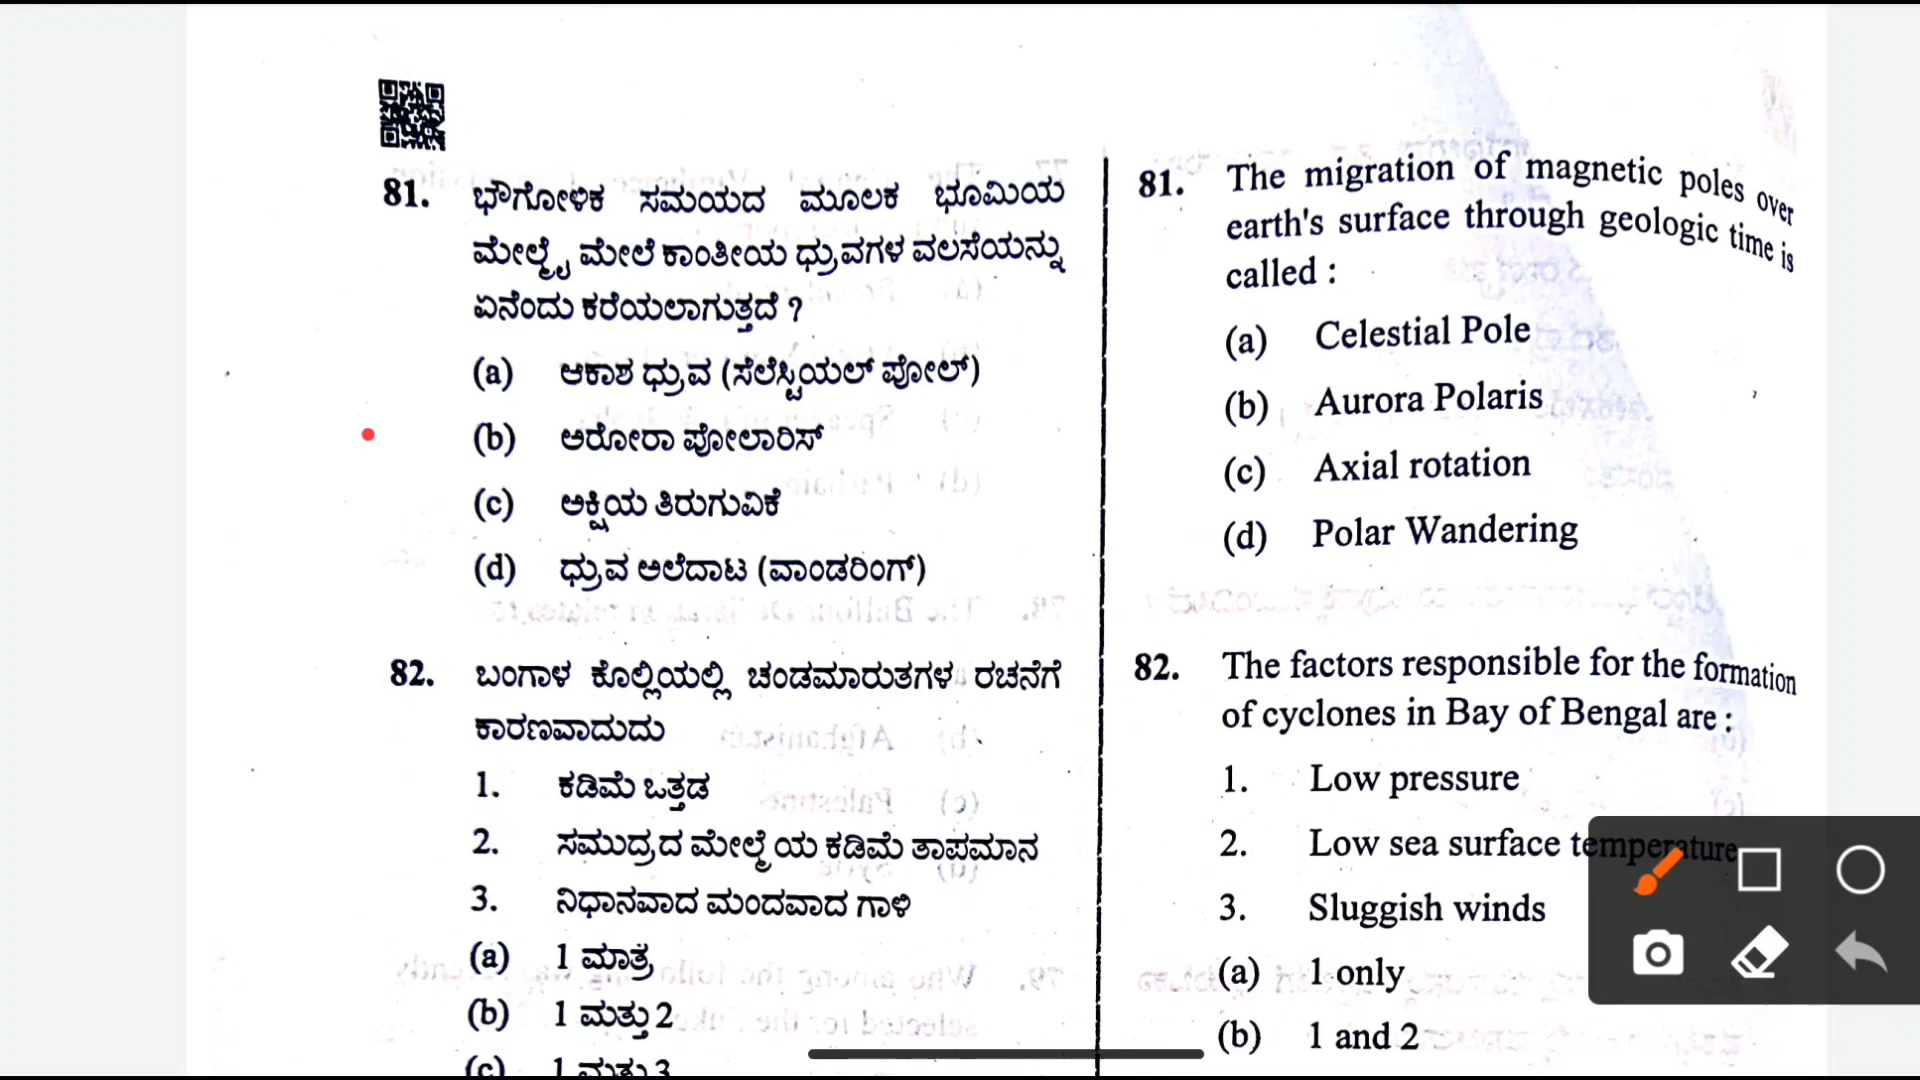 81. ಭೌಗೋಳಿಕ ಸಮಯದ ಮೂಲಕ ಭೂಮಿಯ
ಮೇಲ್ಮೈ ಮೇಲೆ ಕಾಂತೀಯ ಧ್ರುವಗಳ ವಲಸೆಯನ್ನು
ಏನೆಂದು ಕರೆಯಲಾಗುತ್ತದೆ ?
(a) ಆಕಾಶ ಧ್ರುವ (ಸೆಲೆಸ್ಟಿಯಲ್ ಪೋಲ್)
(b) ಅರೋರಾ ಪೋಲಾರಿಸ್
(c) ಅಕ್ಷಿಯ ತಿರುಗುವಿಕೆ
(d) ಧ್ರುವ ಅಲೆದಾಟ (ವಾಂಡರಿಂಗ್)
82. ಬಂಗಾಳ ಕೊಲ್ಲಿಯಲ್ಲಿ ಚಂಡಮಾರುತಗಳ ರಚನೆಗೆ
ಕಾರಣವಾದುದು
1. ಕಡಿಮೆ ಒತ್ತಡ
2. ಸಮುದ್ರದ ಮೇಲ್ಮೈಯ ಕಡಿಮೆ ತಾಪಮಾನ
3. ನಿಧಾನವಾದ ಮಂದವಾದ ಗಾಳಿ
(a) 1 ಮಾತ್ರ
(b) 1 ಮತ್ತು 2
(c) 1 ಮತ್ತು 3
81. The migration of magnetic poles over
earth's surface through geologic time is
called :
(a) Celestial Pole
(b) Aurora Polaris
(c) Axial rotation
(d) Polar Wandering
82. The factors responsible for the formation
of cyclones in Bay of Bengal are :
1. Low pressure
2. Low sea surface temperature
3. Sluggish winds
(a) 1 only
(b) 1 and 2